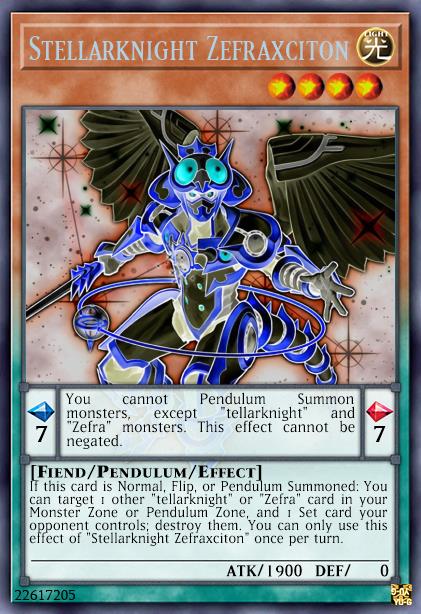 STELLARKNIGHT ZEFRAXCITON
LIGHT
光
You cannot Pendulum Summon
monsters, except "tellarknight" and
"Zefra" monsters. This effect cannot be
negated.
7
7
[FIEND/PENDULUM/EFFECT]
If this card is Normal, Flip, or Pendulum Summoned: You
can target 1 other "tellarknight" or "Zefra" card in your
Monster Zone or Pendulum Zone, and 1 Set card your
opponent controls; destroy them. You can only use this
effect of "Stellarknight Zefraxciton" once per turn.
ATK/1900 DEF/ 0
22617205